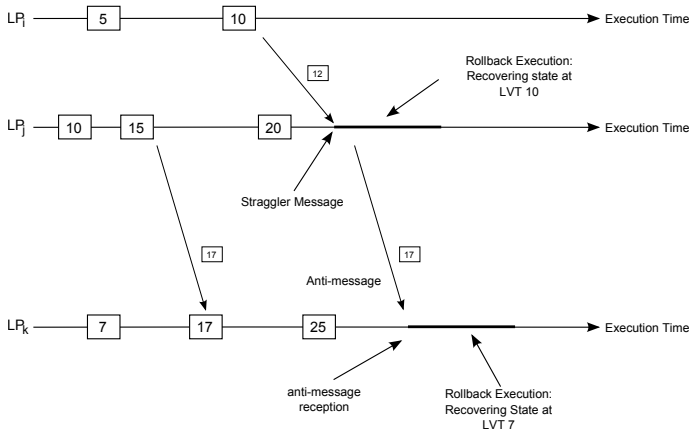 LPi
5
10
Execution Time
12
Rollback Execution:
Recovering state at
LVT 10
LPj
10
15
20
Execution Time
Straggler Message
17
17
Anti-message
LPk
7
17
25
Execution Time
anti-message
reception
Rollback Execution:
Recovering State at
LVT 7